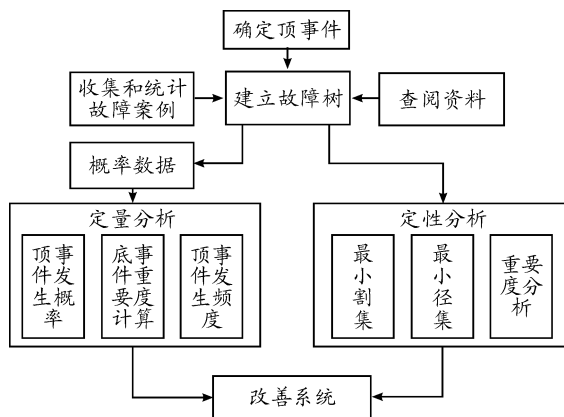 确定顶事件
收集和统计
故障案例
建立故障树
查阅资料
概率数据
定量分析
顶事
件发
生概
率
底事
件重
要度
计算
顶事
件发
生频
度
定性分析
最
小
割
集
最
小
径
集
重要
度分
析
改善系统